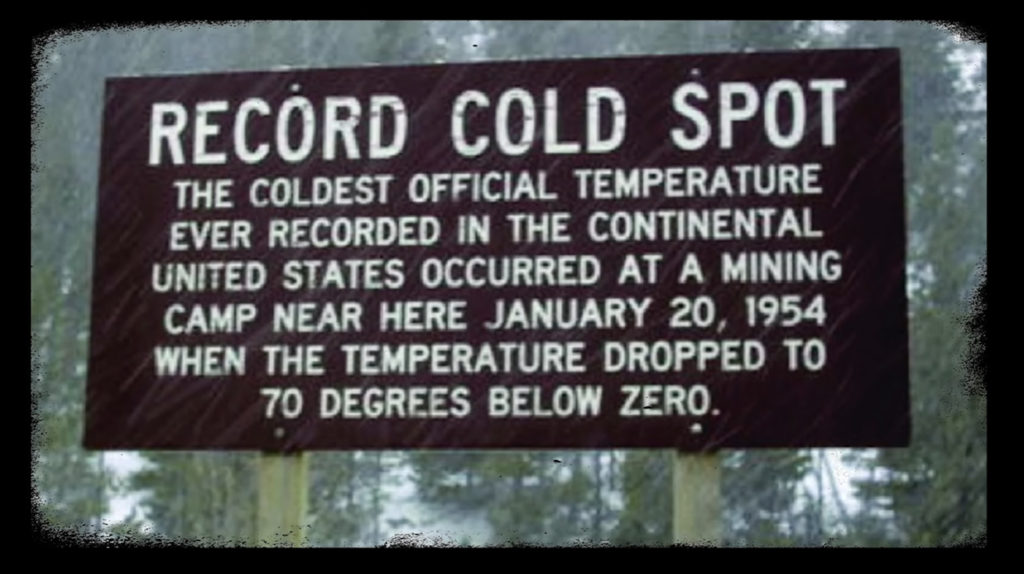 RECORD COLD SPOT
THE COLDEST OFFICIAL TEMPERATURE
EVER RECORDED IN THE CONTINENTAL
UNITED STATES OCCURRED AT A MINING
CAMP NEAR HERE JANUARY 20, 1954
WHEN THE TEMPERATURE DROPPED TO
70 DEGREES BELOW ZERO.